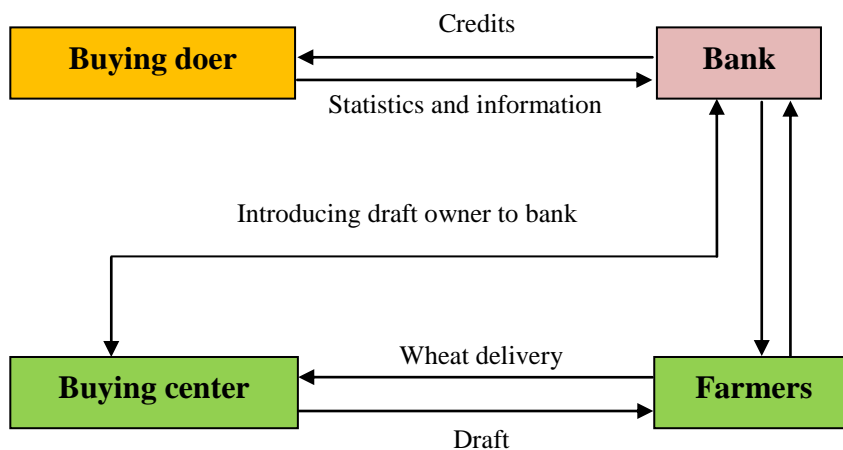 Credits
Buying doer
Bank
Statistics and information
Introducing draft owner to bank
Wheat delivery
Buying center
Farmers
Draft